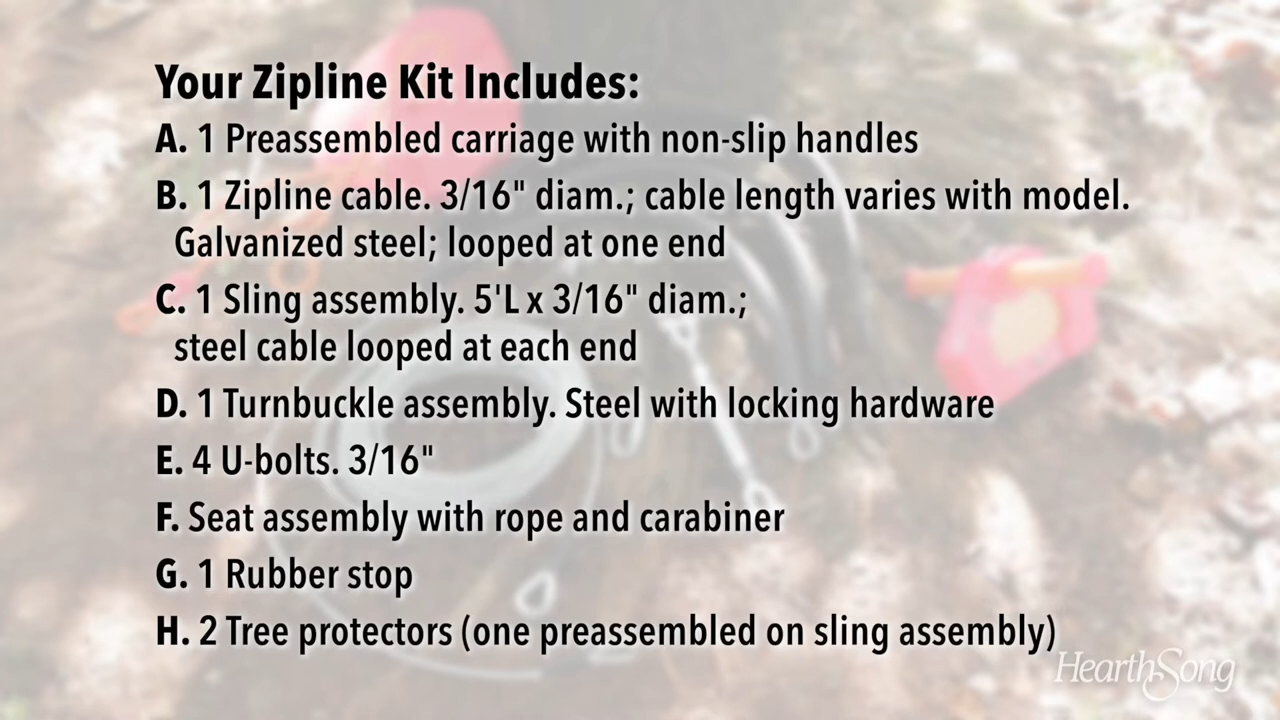 Your Zipline Kit Includes:
A. 1 Preassembled carriage with non-slip handles
B. 1 Zipline cable. 3/16" diam.; cable length varies with model.
Galvanized steel; looped at one end
C. 1 Sling assembly. 5'L x 3/16" diam.;
steel cable looped at each end
D. 1 Turnbuckle assembly. Steel with locking hardware
E. 4 U-bolts. 3/16"
F. Seat assembly with rope and carabiner
G. 1 Rubber stop
H. 2 Tree protectors (one preassembled on sling assembly)
HearthSong